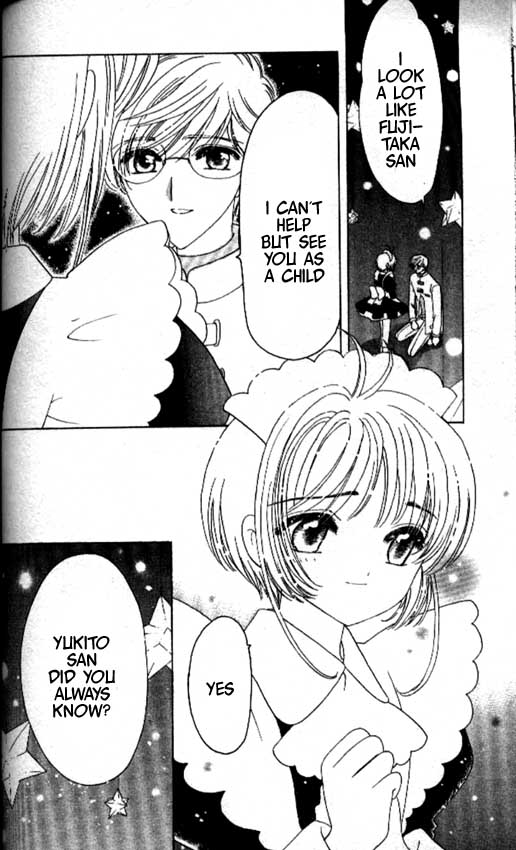 I
LOOK
A LOT
LIKE
FUJI-
TAKA
SAN
I CAN'T
HELP
BUT SEE
YOU AS
A CHILD
YES
YUKITO
SAN
DID YOU
ALWAYS
KNOW?